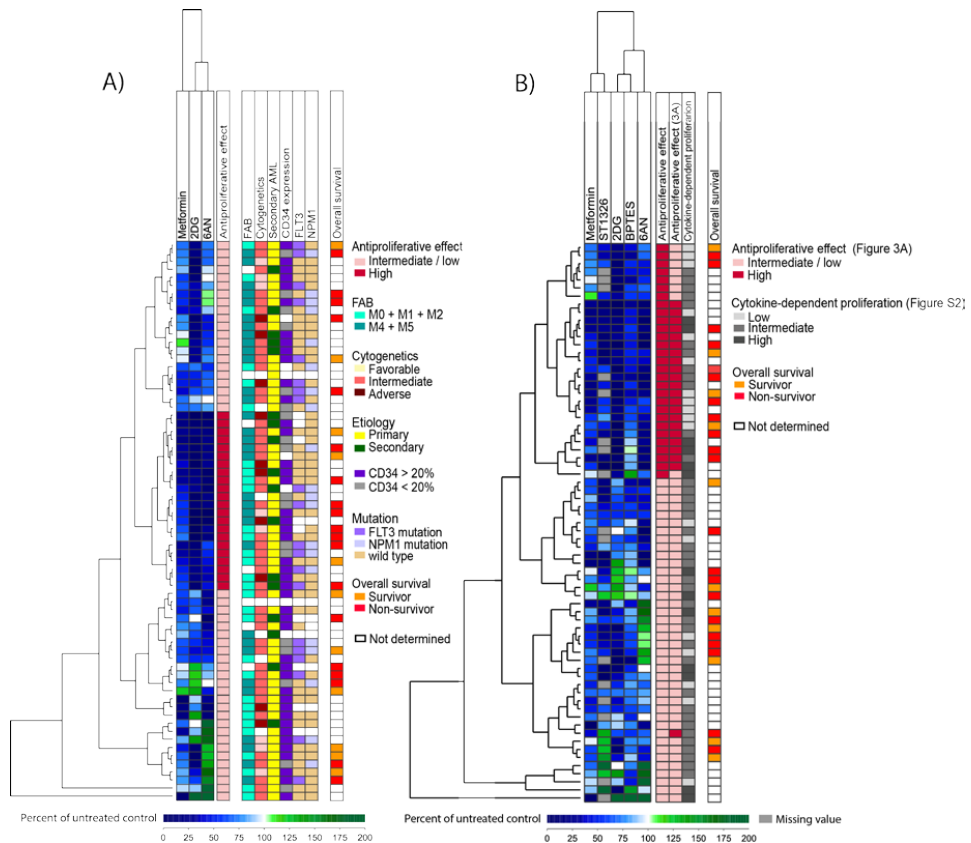 A)
Metformin
2DG
6AN
Antiproliferative effect
FAB
Cytogenetics
Secondary AML
CD34 expression
FLT3
NPM1
Overall survival
Antiproliferative effect
Intermediate / low
High
FAB
M0 + M1 + M2
M4 + M5
Cytogenetics
Favorable
Intermediate
Adverse
Etiology
Primary
Secondary
CD34 > 20%
CD34 < 20%
Mutation
FLT3 mutation
NPM1 mutation
wild type
Overall survival
Survivor
Non-survivor
Not determined
Percent of untreated control
0 25 50 75 100 125 150 175 200
B)
Metformin
ST1326
2DG
BPTES
6AN
Antiproliferative effect
Antiproliferative effect (3A)
Cytokine-dependent proliferation
Overall survival
Antiproliferative effect (Figure 3A)
Intermediate / low
High
Cytokine-dependent proliferation (Figure S2)
Low
Intermediate
High
Overall survival
Survivor
Non-survivor
Not determined
Percent of untreated control
Missing value
0 25 50 75 100 125 150 175 200